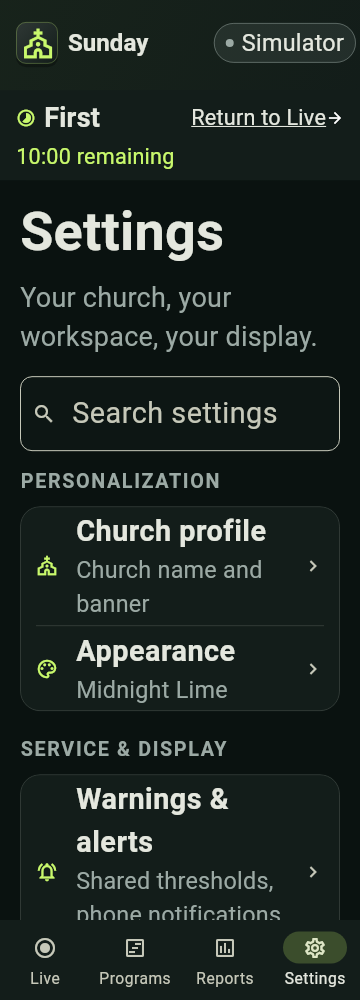 Sunday
Simulator
First
Return to Live
10:00 remaining
Settings
Your church, your
workspace, your display.
Search settings
PERSONALIZATION
Church profile
Church name and
banner
Appearance
Midnight Lime
SERVICE & DISPLAY
Warnings &
alerts
Shared thresholds,
phone notifications
Live
Programs
Reports
Settings